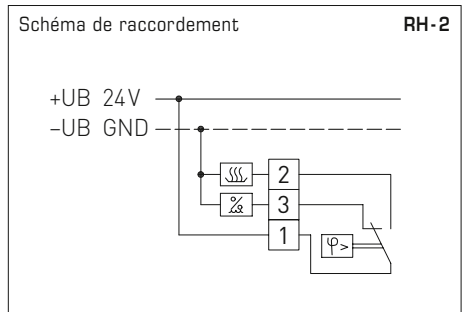 Schéma de raccordement RH-2
+UB 24V
–UB GND
2
%
3
1
φ>